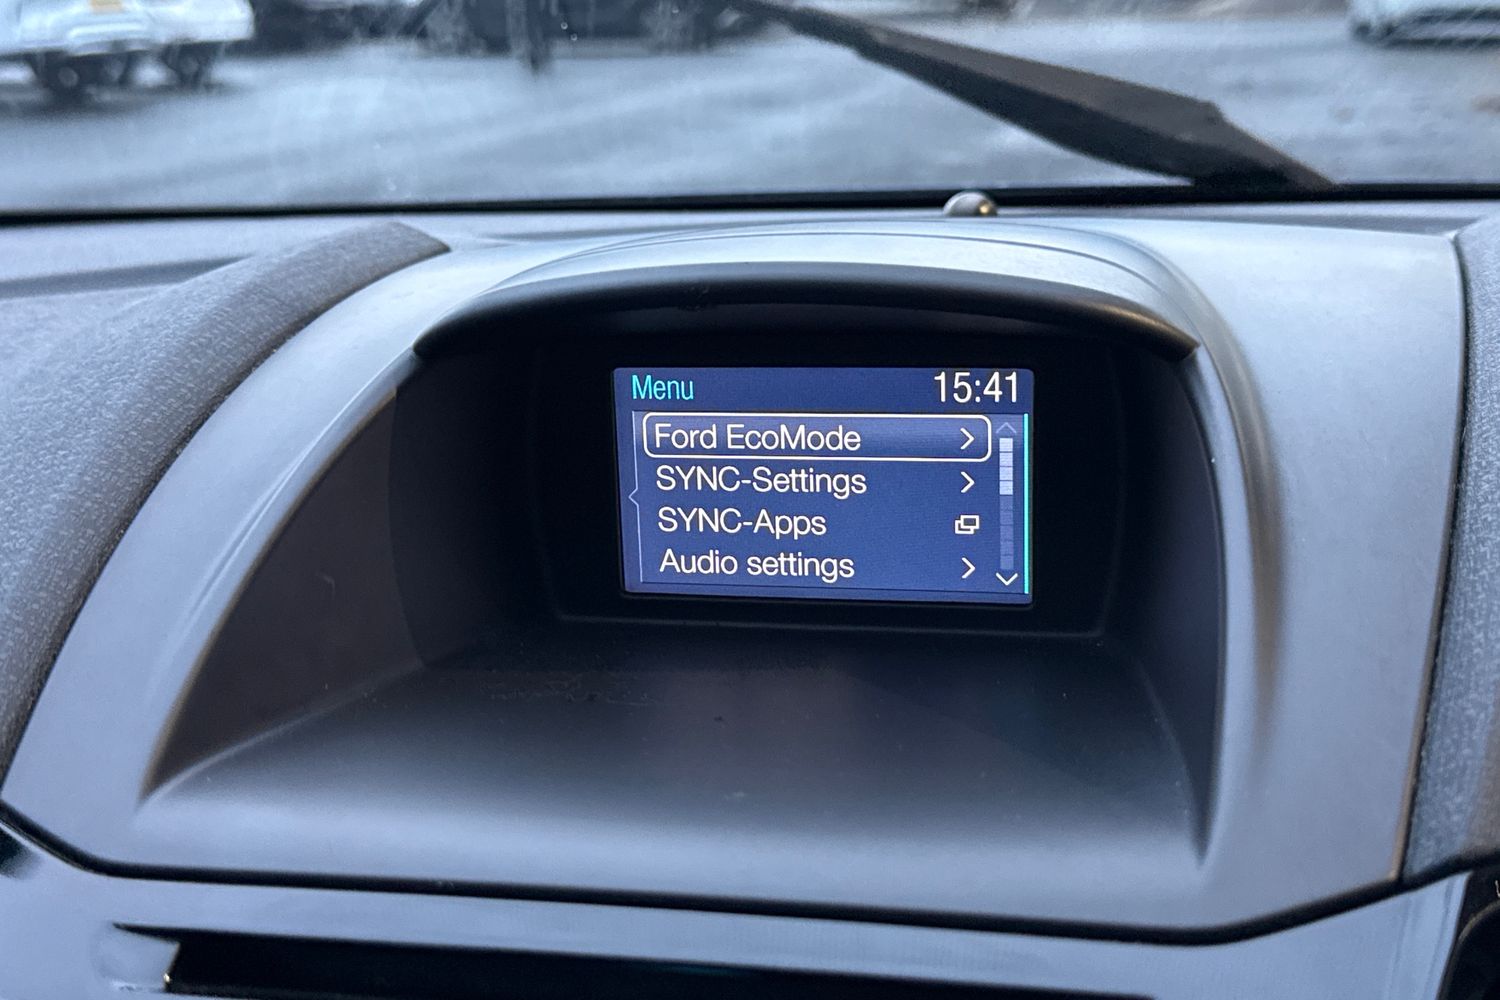 Menu 15:41
Ford EcoMode
SYNC-Settings
SYNC-Apps
Audio settings